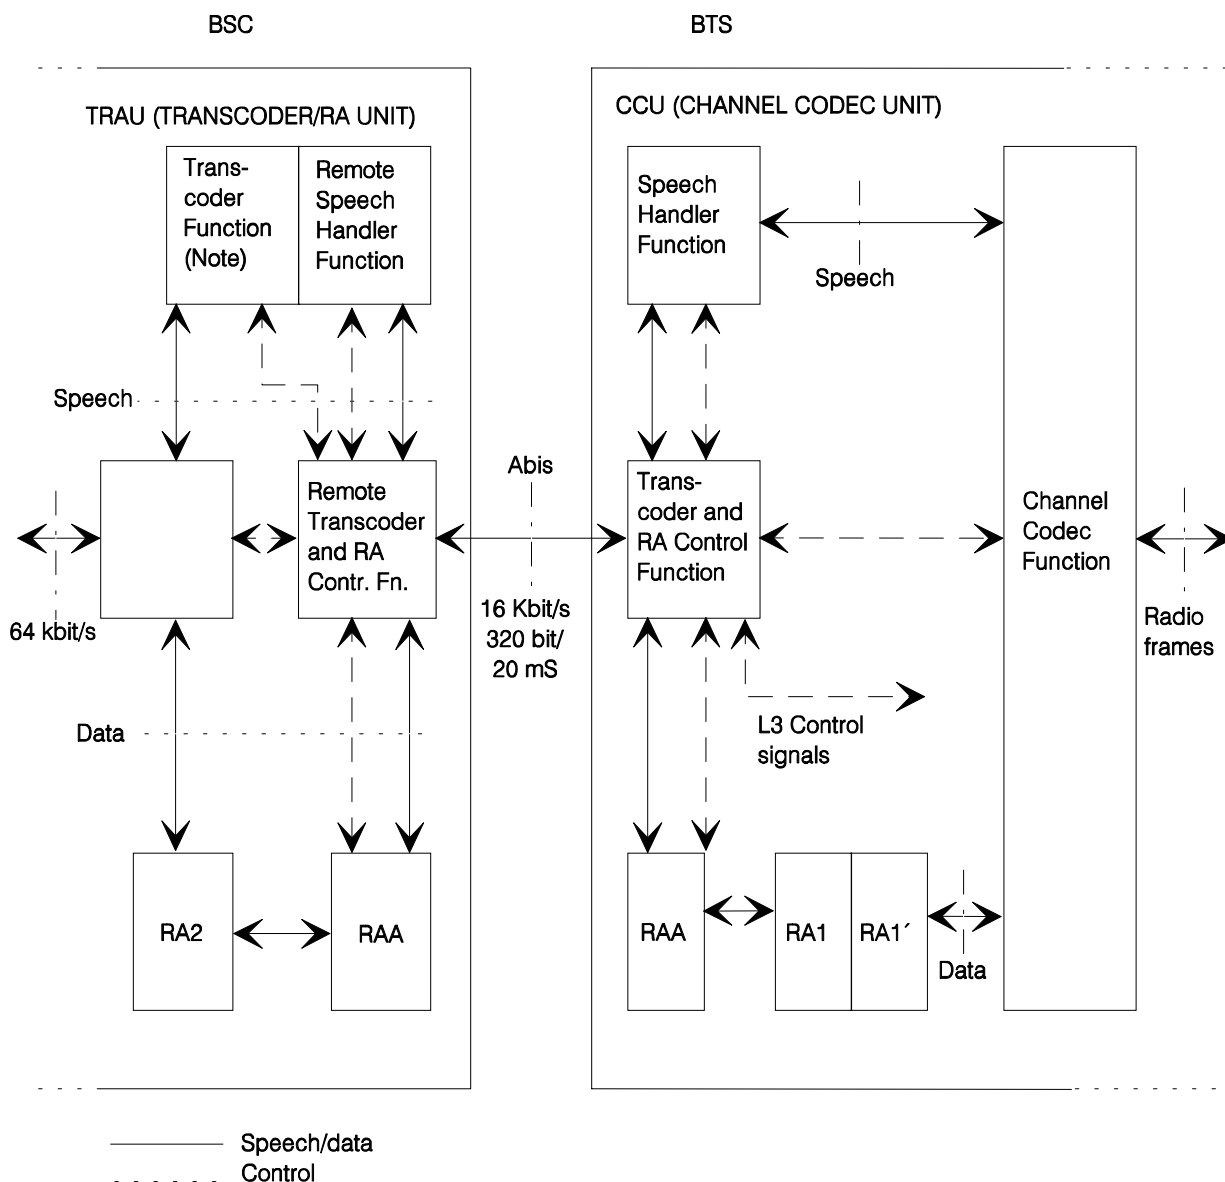 BSC
BTS
TRAU (TRANSCODER/RA UNIT)
CCU (CHANNEL CODEC UNIT)
Trans-
coder
Function
(Note)
Remote
Speech
Handler
Function
Speech
Handler
Function
Speech
Speech
Abis
Remote
Transcoder
and RA
Contr. Fn.
Trans-
coder and
RA Control
Function
Channel
Codec
Function
64 kbit/s
16 Kbit/s
320 bit/
20 mS
Radio
frames
Data
L3 Control
signals
RA2
RAA
RAA
RA1
RA1´
Data
Speech/data
Control